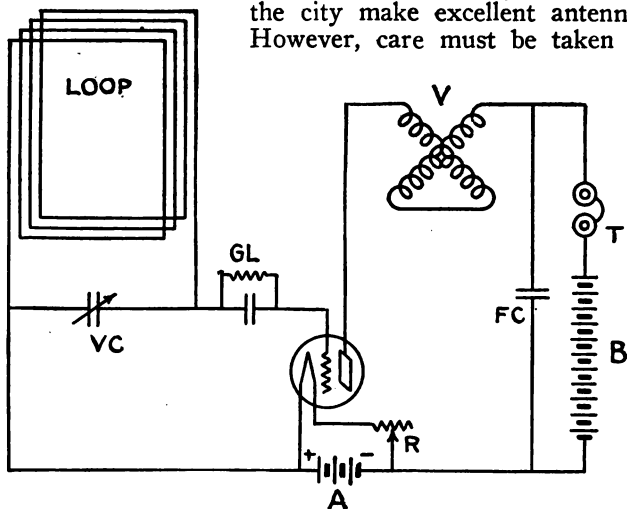 the city make excellent antenn
However, care must be taken
LOOP
V
GL
T
VC
FC
B
R
+ -
A